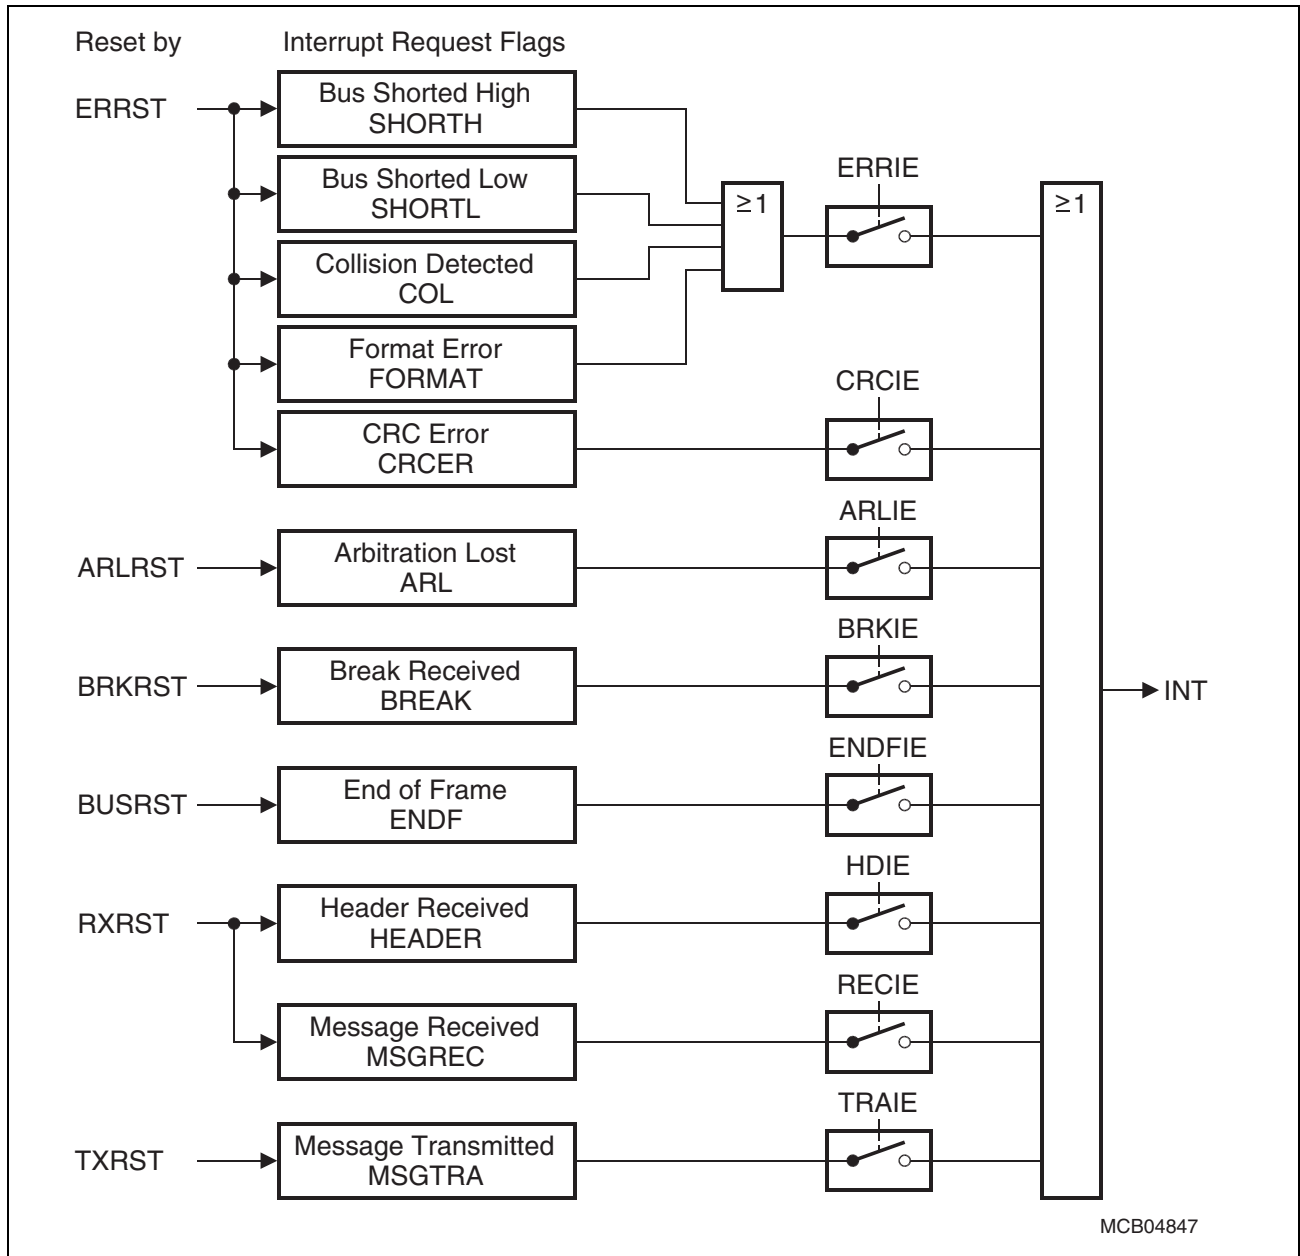 Reset by
Interrupt Request Flags
ERRST
Bus Shorted High
SHORTH
Bus Shorted Low
SHORTL
Collision Detected
COL
Format Error
FORMAT
CRC Error
CRCER
≥1
ERRIE
≥1
CRCIE
ARLRST
Arbitration Lost
ARL
ARLIE
BRKRST
Break Received
BREAK
BRKIE
INT
BUSRST
End of Frame
ENDF
ENDFIE
RXRST
Header Received
HEADER
HDIE
Message Received
MSGREC
RECIE
TXRST
Message Transmitted
MSGTRA
TRAIE
MCB04847